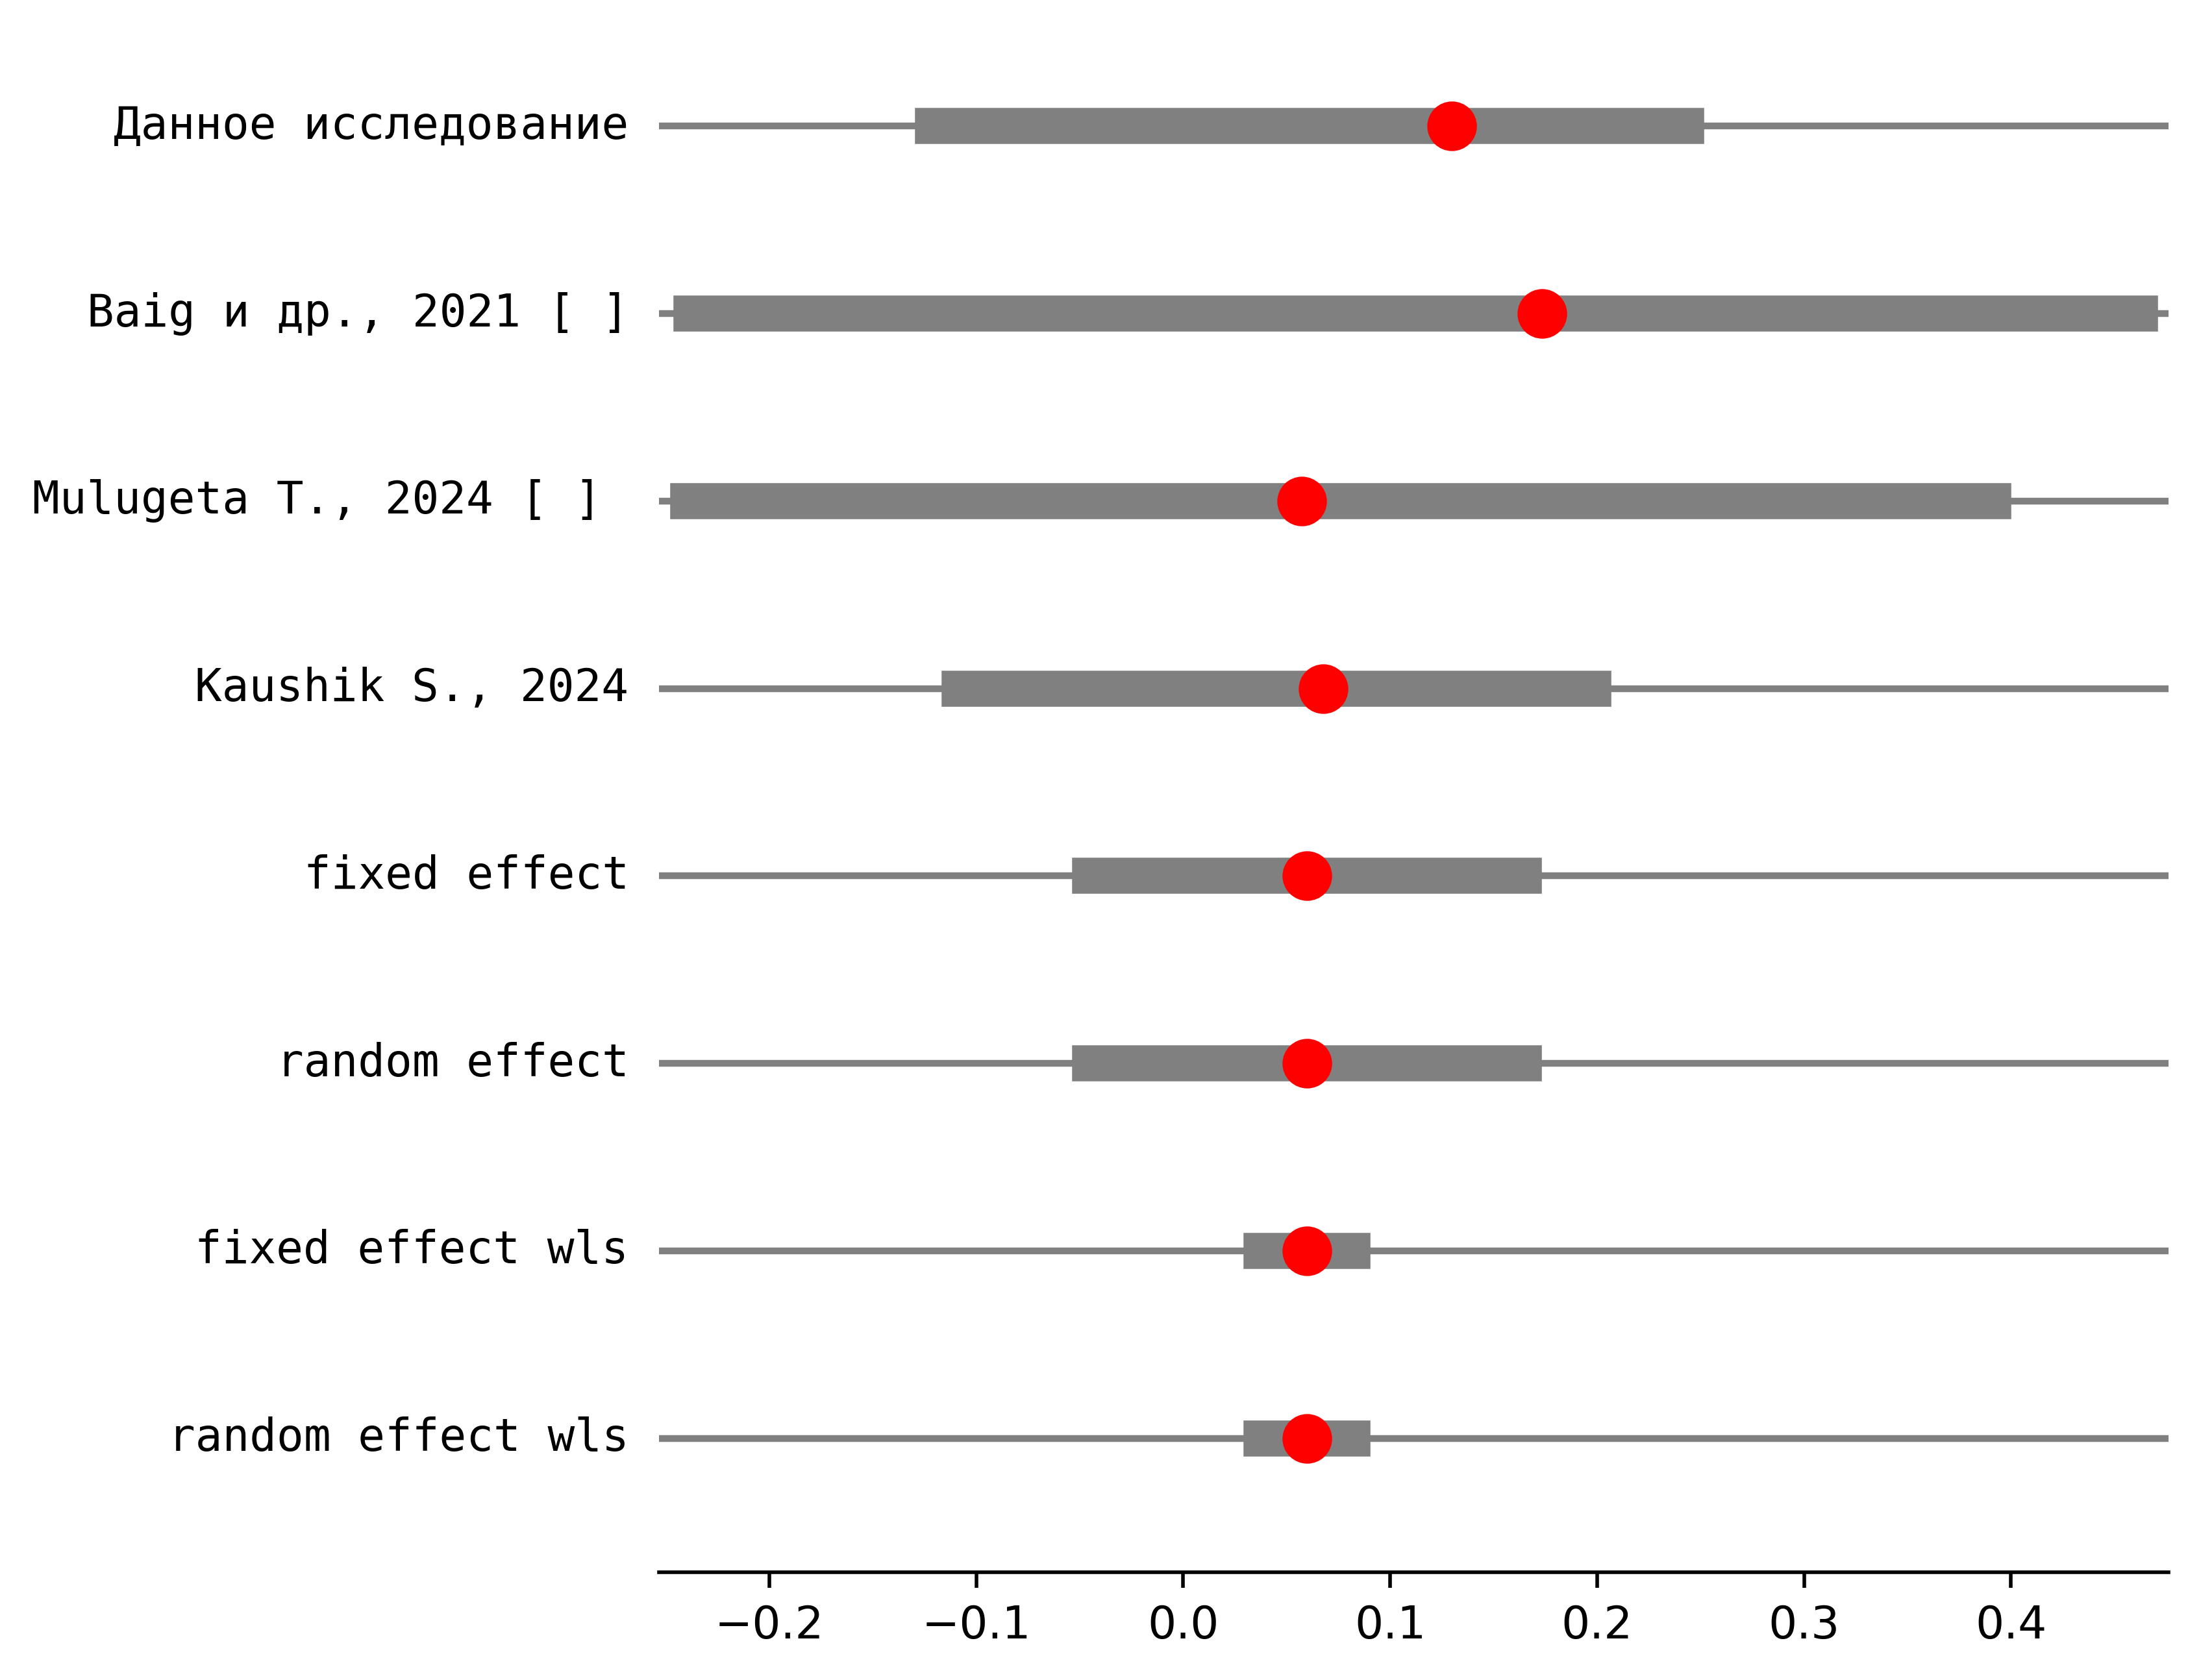 Данное исследование
Baig и др., 2021 [ ]
Mulugeta T., 2024 [ ]
Kaushik S., 2024
fixed effect
random effect
fixed effect wls
random effect wls
−0.2 −0.1 0.0 0.1 0.2 0.3 0.4